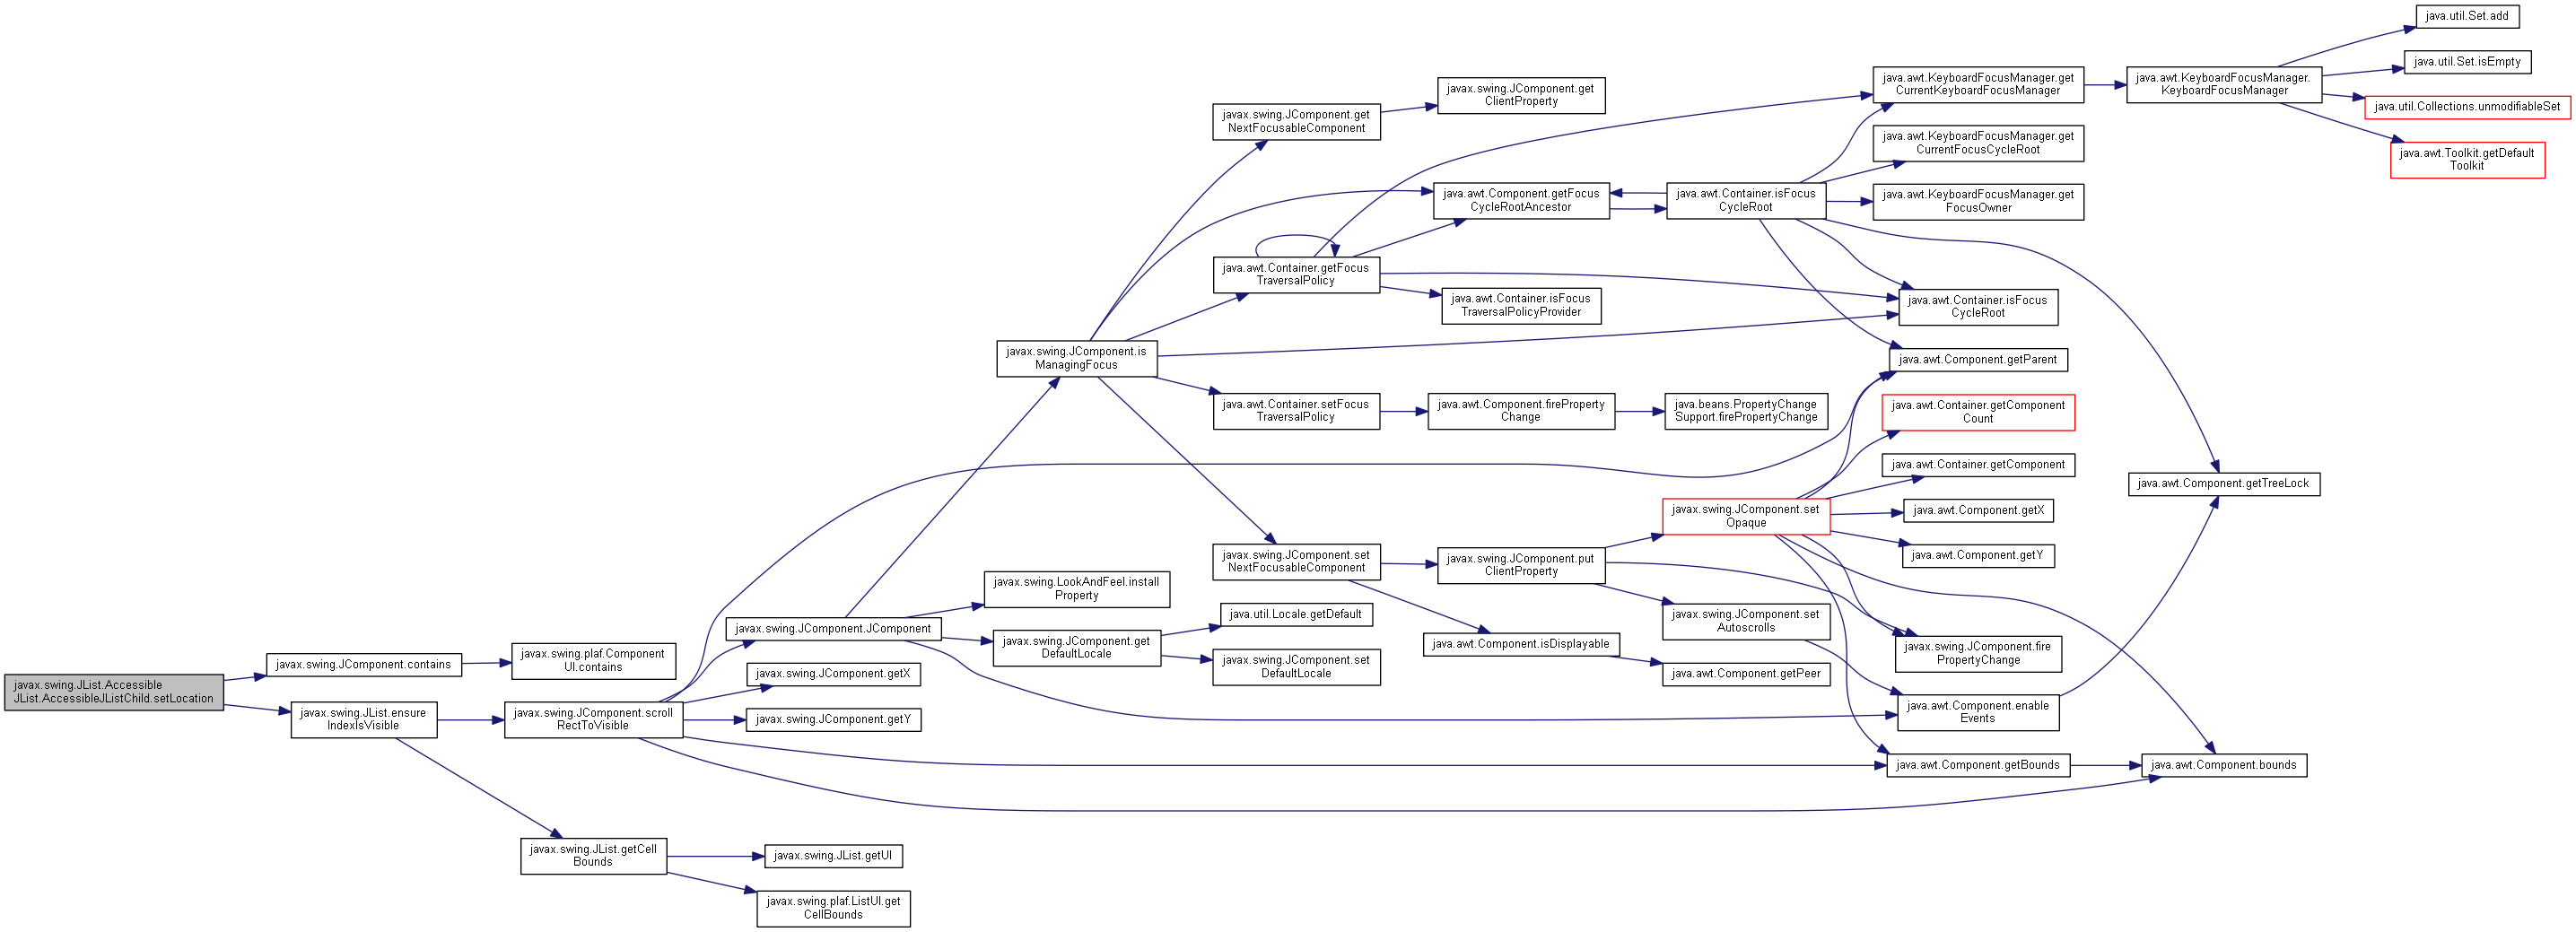 javax.swing.JList.Accessible
JList.AccessibleJListChild.setLocation
javax.swing.JComponent.contains
javax.swing.plaf.Component
UI.contains
javax.swing.JList.ensure
IndexIsVisible
javax.swing.JComponent.scroll
RectToVisible
javax.swing.JComponent.JComponent
javax.swing.JComponent.is
ManagingFocus
javax.swing.JComponent.get
NextFocusableComponent
javax.swing.JComponent.get
ClientProperty
java.awt.Component.getFocus
CycleRootAncestor
java.awt.Container.isFocus
CycleRoot
java.awt.KeyboardFocusManager.get
CurrentKeyboardFocusManager
java.awt.KeyboardFocusManager.
KeyboardFocusManager
java.util.Set.add
java.util.Set.isEmpty
java.util.Collections.unmodifiableSet
java.awt.Toolkit.getDefault
Toolkit
java.awt.KeyboardFocusManager.get
CurrentFocusCycleRoot
java.awt.KeyboardFocusManager.get
FocusOwner
java.awt.Container.isFocus
CycleRoot
java.awt.Component.getParent
java.awt.Component.getTreeLock
java.awt.Container.getFocus
TraversalPolicy
java.awt.Container.isFocus
TraversalPolicyProvider
java.awt.Container.setFocus
TraversalPolicy
java.awt.Component.fireProperty
Change
java.beans.PropertyChange
Support.firePropertyChange
javax.swing.JComponent.set
NextFocusableComponent
javax.swing.JComponent.put
ClientProperty
javax.swing.JComponent.set
Opaque
java.awt.Container.getComponent
Count
java.awt.Container.getComponent
java.awt.Component.getX
java.awt.Component.getY
javax.swing.JComponent.fire
PropertyChange
javax.swing.JComponent.set
Autoscrolls
java.awt.Component.isDisplayable
java.awt.Component.getPeer
java.awt.Component.enable
Events
java.awt.Component.getBounds
java.awt.Component.bounds
javax.swing.LookAndFeel.install
Property
javax.swing.JComponent.get
DefaultLocale
java.util.Locale.getDefault
javax.swing.JComponent.set
DefaultLocale
javax.swing.JComponent.getX
javax.swing.JComponent.getY
javax.swing.JList.getCell
Bounds
javax.swing.JList.getUI
javax.swing.plaf.ListUI.get
CellBounds